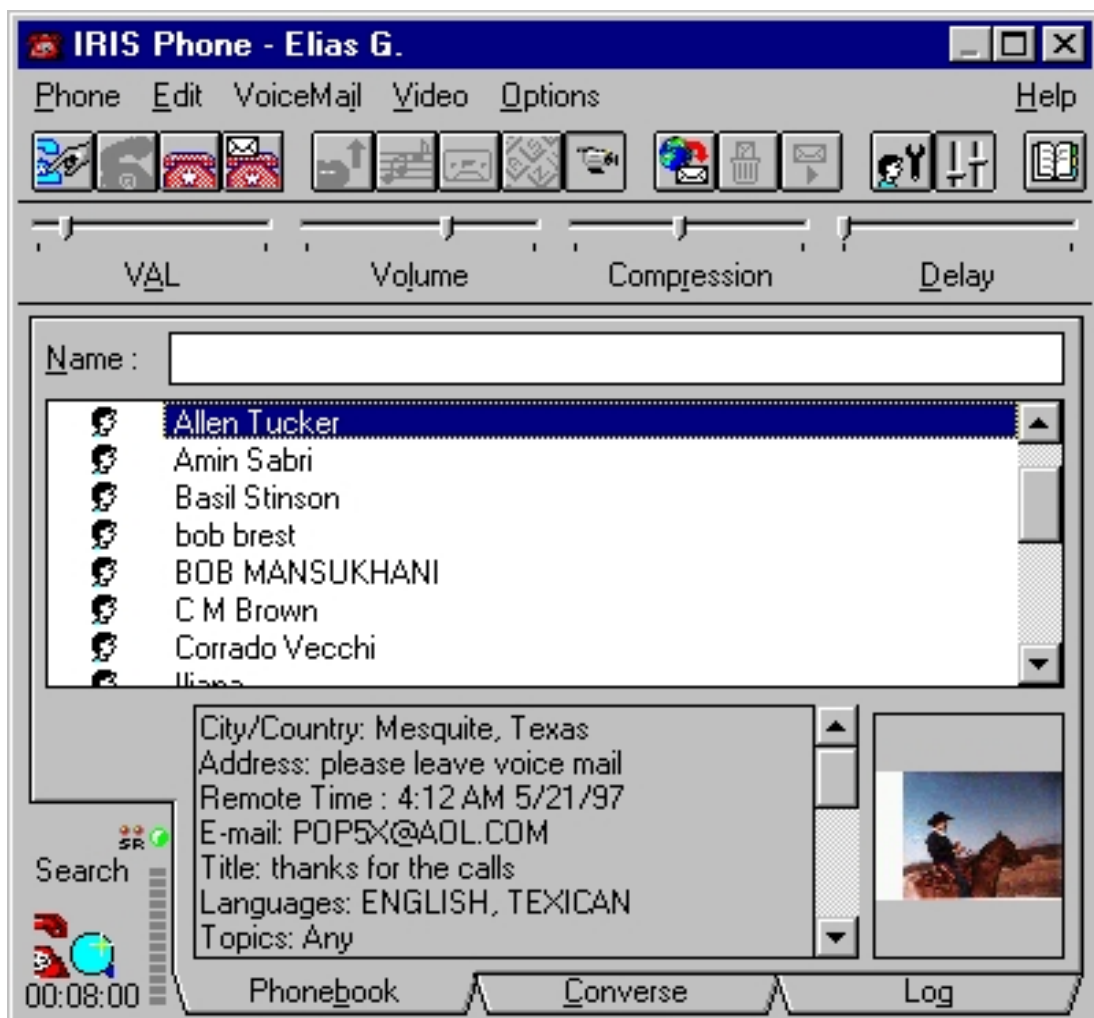 IRIS Phone - Elias G.
Phone Edit VoiceMail Video Options Help
VAL Volume Compression Delay
Name :
Allen Tucker
Amin Sabri
Basil Stinson
bob brest
BOB MANSUKHANI
C M Brown
Corrado Vecchi
City/Country: Mesquite, Texas
Address: please leave voice mail
Remote Time : 4:12 AM 5/21/97
E-mail: POP5X@AOL.COM
Title: thanks for the calls
Languages: ENGLISH, TEXICAN
Topics: Any
SR
Search
00:08:00
Phonebook Converse Log